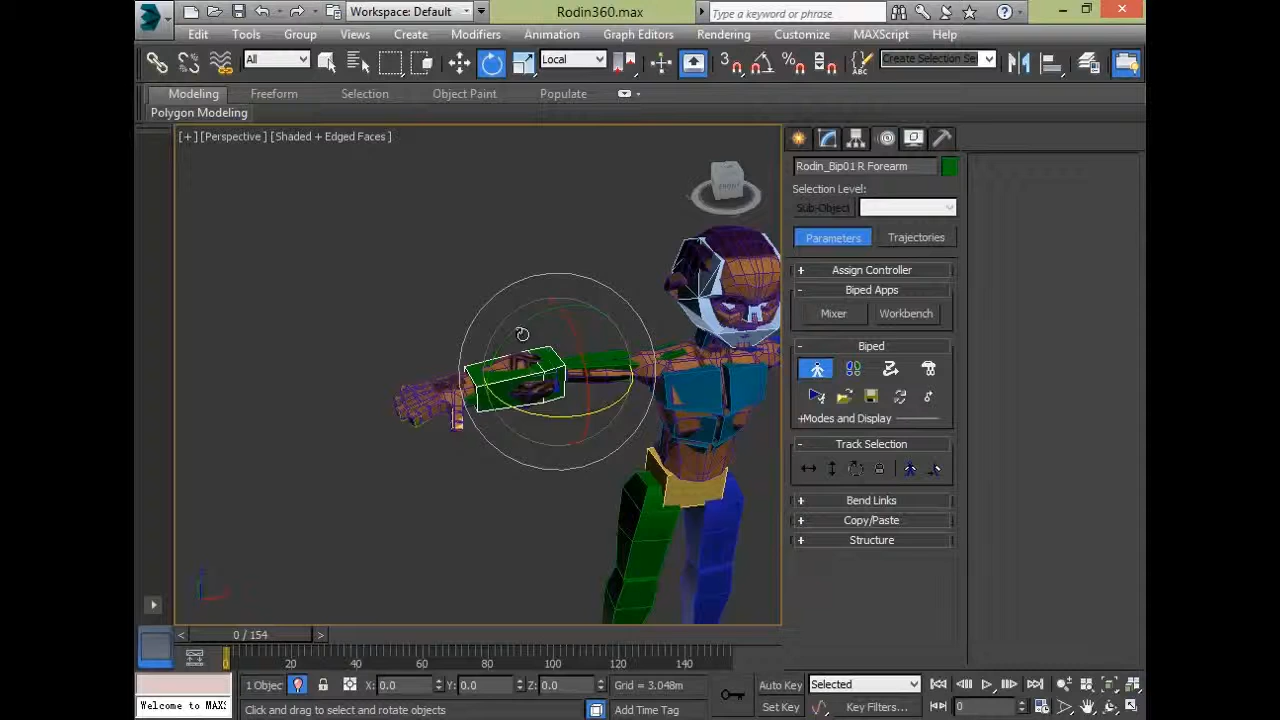 Workspace: Default
Rodin360.max
Type a keyword or phrase
Edit Tools Group Views Create Modifiers Animation Graph Editors Rendering Customize MAXScript Help
All
Local
3
Create Selection Se
Modeling Freeform Selection Object Paint Populate
Polygon Modeling
[+] [Perspective] [Shaded + Edged Faces]
FRONT
Rodin_Bip01 R Forearm
Selection Level:
Sub-Object
Parameters Trajectories
+ Assign Controller
- Biped Apps
Mixer Workbench
- Biped
+Modes and Display
- Track Selection
+ Bend Links
+ Copy/Paste
+ Structure
< 0 / 154 >
0 20 40 60 80 100 120 140
1 Objec X: 0.0 Y: 0.0 Z: 0.0 Grid = 3.048m Auto Key Selected
Welcome to MAX Click and drag to select and rotate objects Add Time Tag Set Key Key Filters... 0